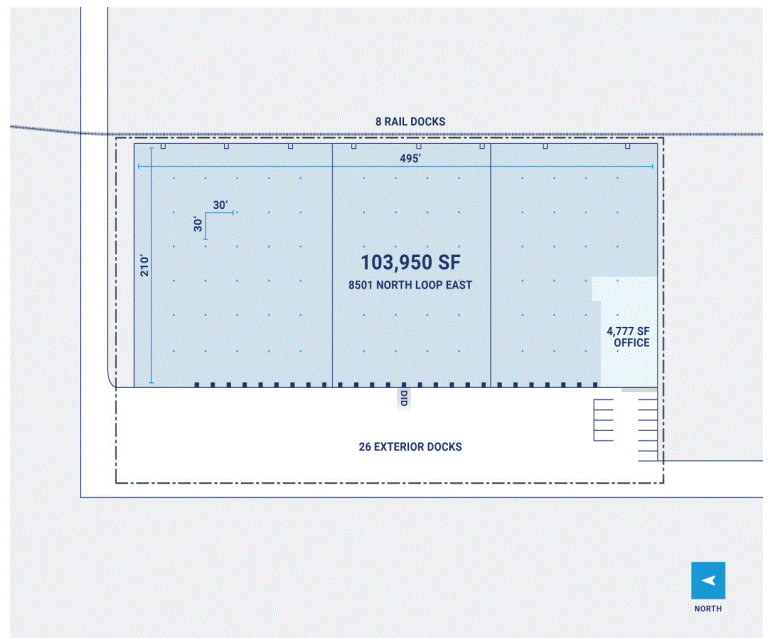 8 RAIL DOCKS
495'
30'
30'
210'
103,950 SF
8501 NORTH LOOP EAST
4,777 SF
OFFICE
DID
26 EXTERIOR DOCKS
NORTH